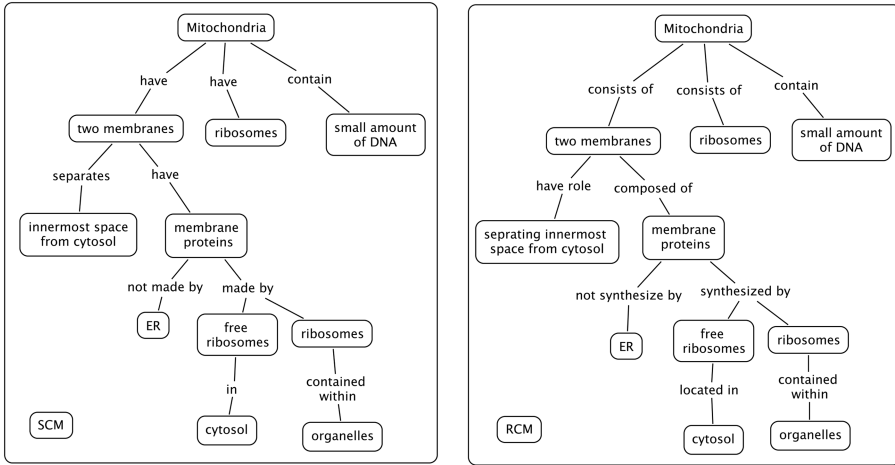 Mitochondria
have
have
contain
two membranes
ribosomes
small amount
of DNA
separates
have
innermost space
from cytosol
membrane
proteins
not made by
made by
ER
free
ribosomes
ribosomes
in
contained
within
cytosol
organelles
SCM
Mitochondria
consists of
consists of
contain
two membranes
ribosomes
small amount
of DNA
have role
composed of
seprating innermost
space from cytosol
membrane
proteins
not synthesize by
synthesized by
ER
free
ribosomes
ribosomes
located in
contained
within
cytosol
organelles
RCM